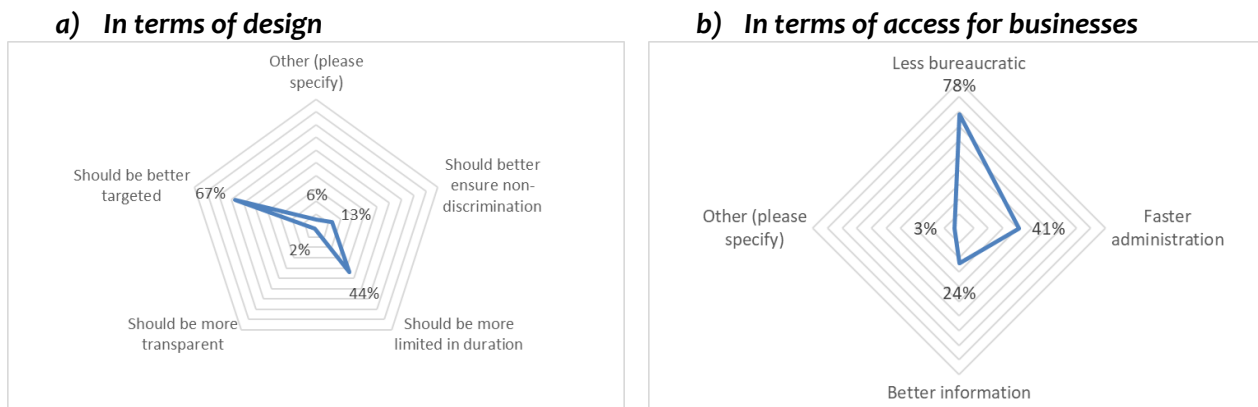 a) In terms of design
Other (please
specify)
Should be better
targeted
67%
6%
13%
Should better
ensure non-
discrimination
2%
44%
Should be more
transparent
Should be more
limited in duration
b) In terms of access for businesses
Less bureaucratic
78%
Other (please
specify)
3%
41%
Faster
administration
24%
Better information